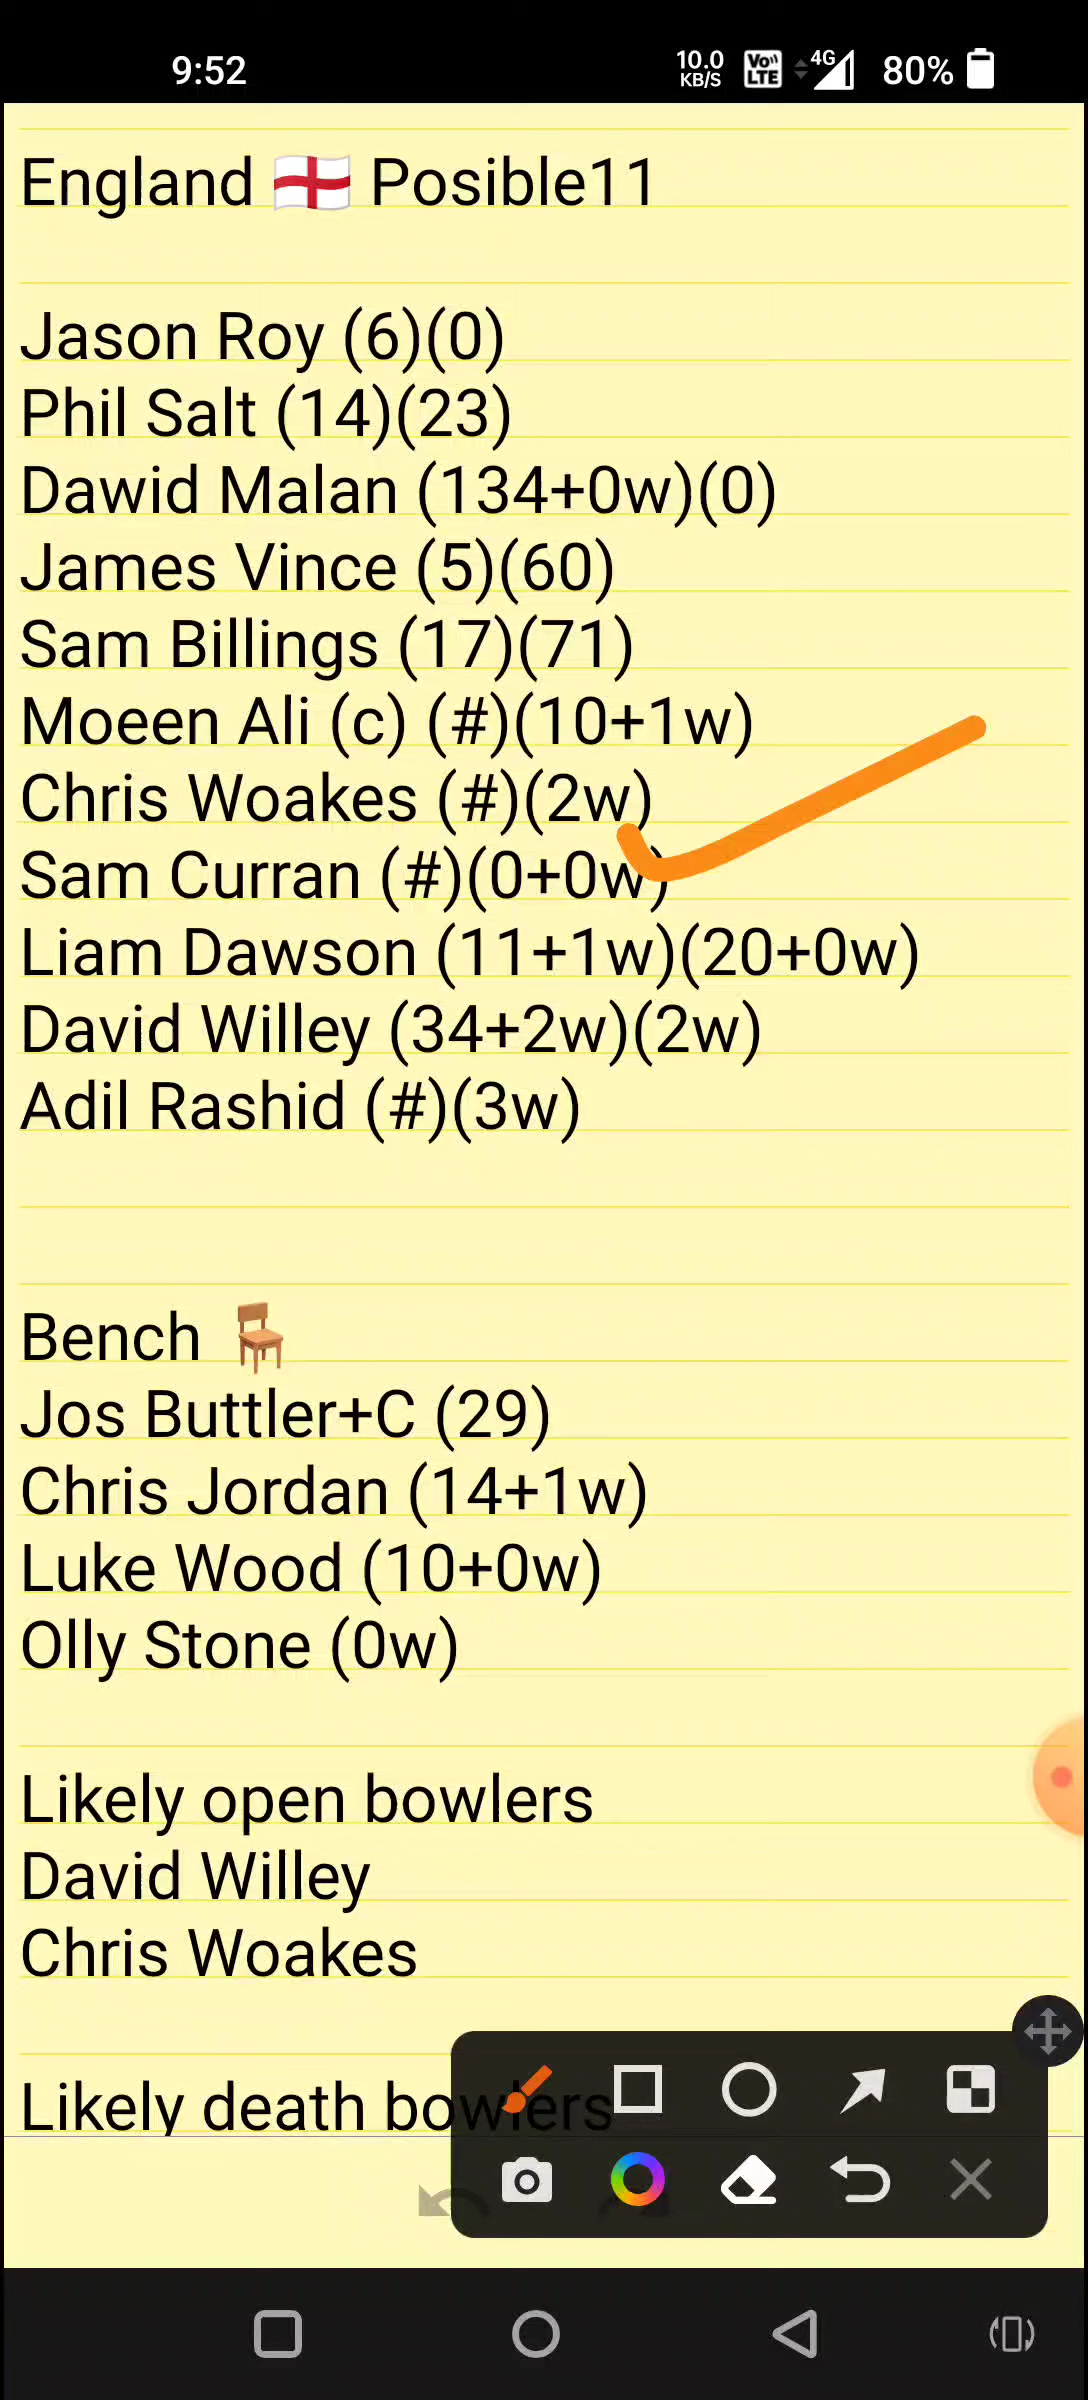 9:52
10.0 KB/S Vo)) LTE 4G 80%
England 🏴󠁧󠁢󠁥󠁮󠁧󠁿 Posible11
Jason Roy (6)(0)
Phil Salt (14)(23)
Dawid Malan (134+0w)(0)
James Vince (5)(60)
Sam Billings (17)(71)
Moeen Ali (c) (#)(10+1w)
Chris Woakes (#)(2w)
Sam Curran (#)(0+0w)
Liam Dawson (11+1w)(20+0w)
David Willey (34+2w)(2w)
Adil Rashid (#)(3w)
Bench 🪑
Jos Buttler+C (29)
Chris Jordan (14+1w)
Luke Wood (10+0w)
Olly Stone (0w)
Likely open bowlers
David Willey
Chris Woakes
Likely death bowlers